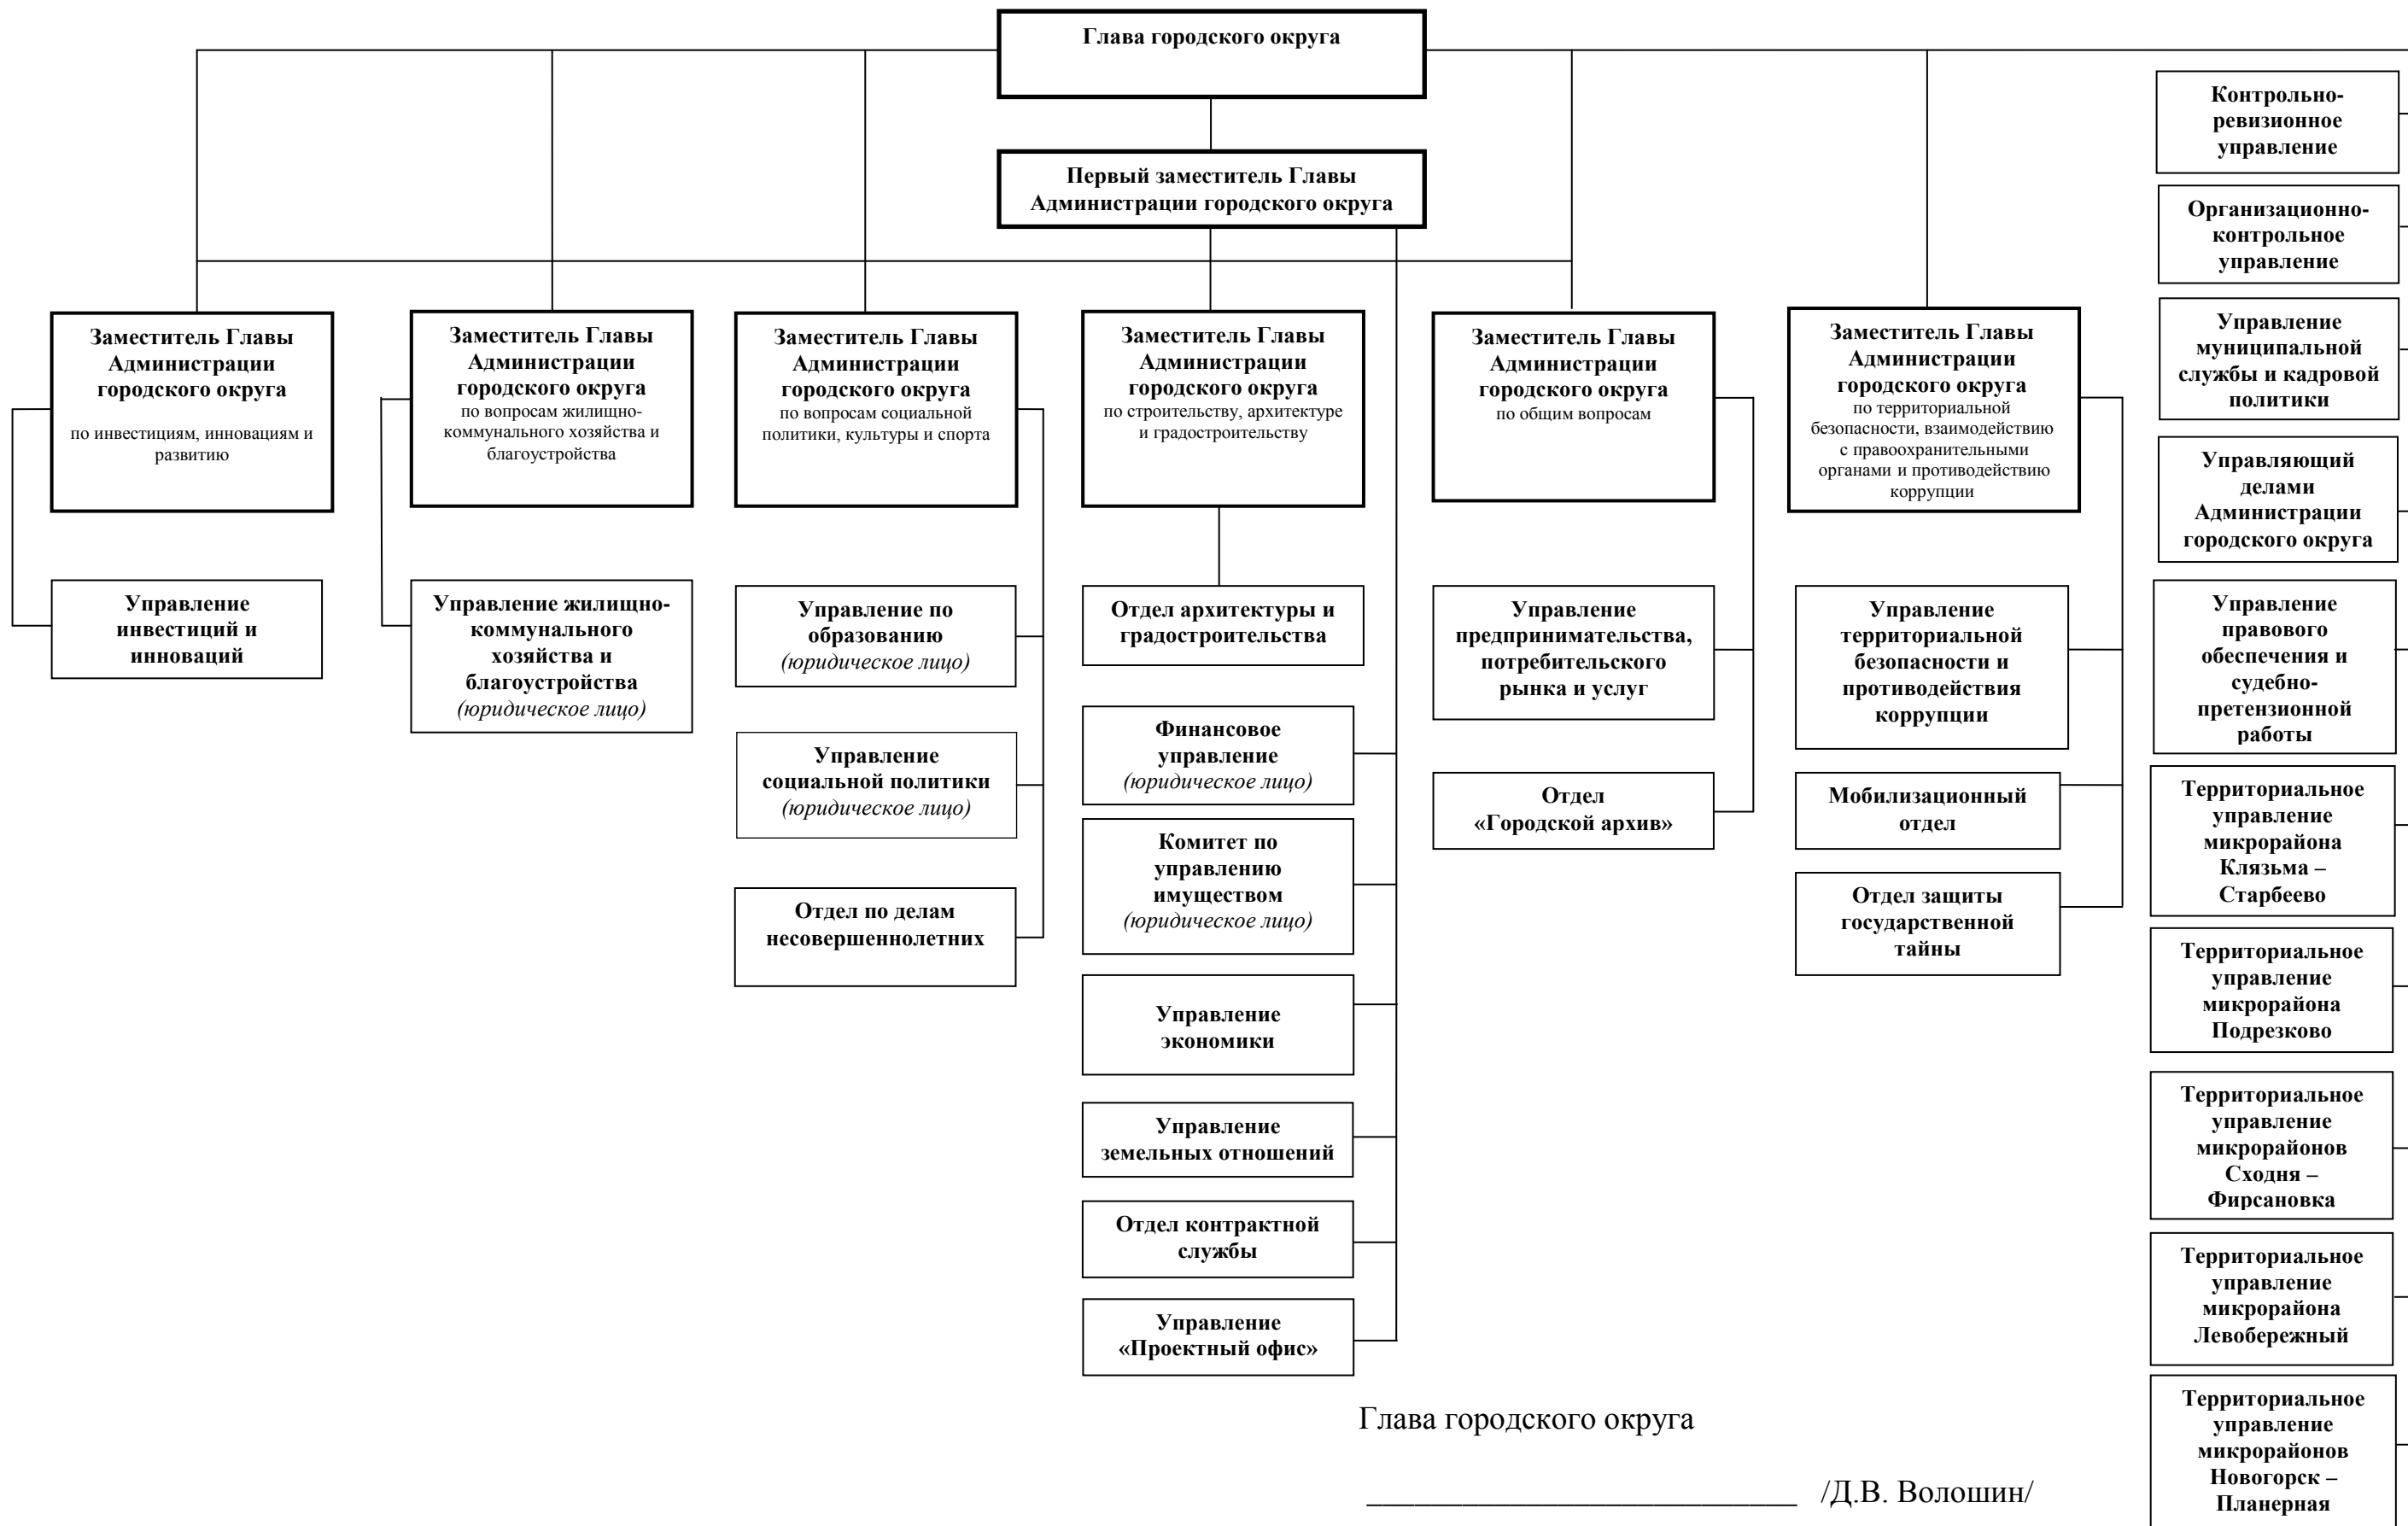 Глава городского округа
Первый заместитель Главы
Администрации городского округа
Заместитель Главы
Администрации
городского округа
по инвестициям, инновациям и
развитию
Заместитель Главы
Администрации
городского округа
по вопросам жилищно-
коммунального хозяйства и
благоустройства
Заместитель Главы
Администрации
городского округа
по вопросам социальной
политики, культуры и спорта
Заместитель Главы
Администрации
городского округа
по строительству, архитектуре
и градостроительству
Заместитель Главы
Администрации
городского округа
по общим вопросам
Заместитель Главы
Администрации
городского округа
по территориальной
безопасности, взаимодействию
с правоохранительными
органами и противодействию
коррупции
Управление
инвестиций и
инноваций
Управление жилищно-
коммунального
хозяйства и
благоустройства
(юридическое лицо)
Управление по
образованию
(юридическое лицо)
Управление
социальной политики
(юридическое лицо)
Отдел по делам
несовершеннолетних
Отдел архитектуры и
градостроительства
Финансовое
управление
(юридическое лицо)
Комитет по
управлению
имуществом
(юридическое лицо)
Управление
экономики
Управление
земельных отношений
Отдел контрактной
службы
Управление
«Проектный офис»
Управление
предпринимательства,
потребительского
рынка и услуг
Отдел
«Городской архив»
Управление
территориальной
безопасности и
противодействия
коррупции
Мобилизационный
отдел
Отдел защиты
государственной
тайны
Контрольно-
ревизионное
управление
Организационно-
контрольное
управление
Управление
муниципальной
службы и кадровой
политики
Управляющий
делами
Администрации
городского округа
Управление
правового
обеспечения и
судебно-
претензионной
работы
Территориальное
управление
микрорайона
Клязьма –
Старбеево
Территориальное
управление
микрорайона
Подрезково
Территориальное
управление
микрорайонов
Сходня –
Фирсановка
Территориальное
управление
микрорайона
Левобережный
Территориальное
управление
микрорайонов
Новогорск –
Планерная
Глава городского округа
___________________________ /Д.В. Волошин/